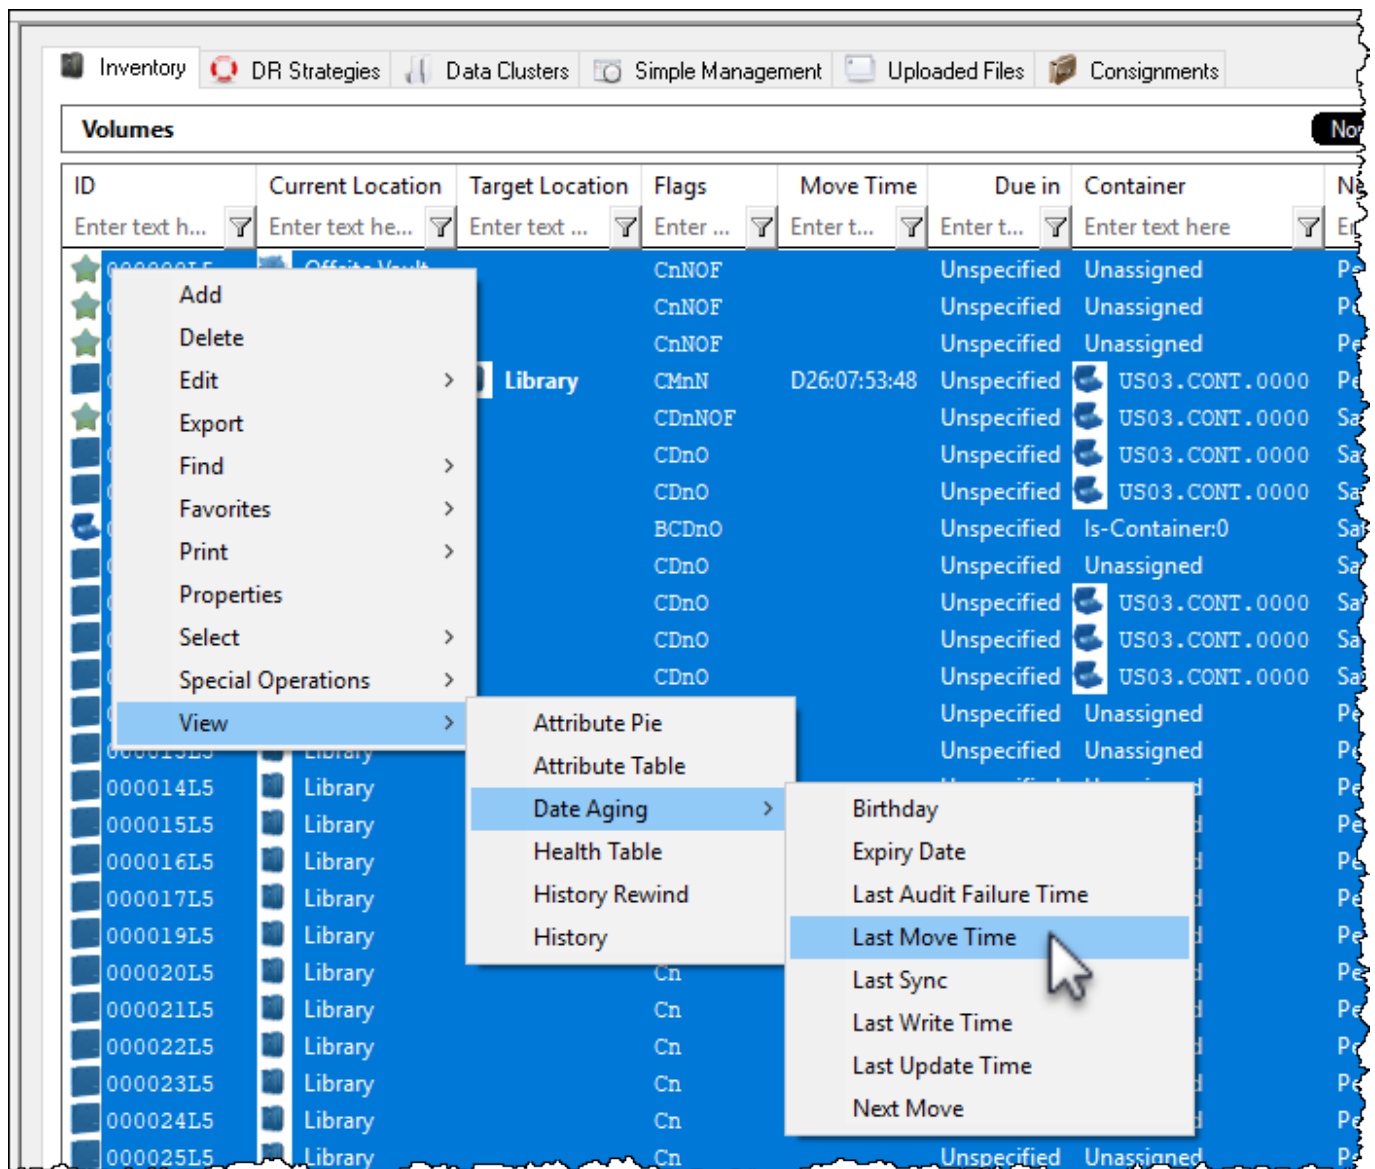 Inventory DR Strategies Data Clusters Simple Management Uploaded Files Consignments
Volumes
ID Current Location Target Location Flags Move Time Due in Container
Enter text h... Enter text he... Enter text ... Enter ... Enter t... Enter t... Enter text here
CnNOF Unspecified Unassigned
CnNOF Unspecified Unassigned
CnNOF Unspecified Unassigned
Library CMnN D26:07:53:48 Unspecified US03.CONT.0000
CDnNOF Unspecified US03.CONT.0000
CDnO Unspecified US03.CONT.0000
CDnO Unspecified US03.CONT.0000
BCDnO Unspecified Is-Container:0
CDnO Unspecified Unassigned
CDnO Unspecified US03.CONT.0000
CDnO Unspecified US03.CONT.0000
CDnO Unspecified US03.CONT.0000
Unspecified Unassigned
Unspecified Unassigned
000014L5 Library
000015L5 Library
000016L5 Library
000017L5 Library
000019L5 Library
000020L5 Library Cn
000021L5 Library Cn
000022L5 Library Cn
000023L5 Library Cn
000024L5 Library Cn
000025L5 Library Cn Unspecified Unassigned
Add
Delete
Edit
Export
Find
Favorites
Print
Properties
Select
Special Operations
View
Attribute Pie
Attribute Table
Date Aging
Health Table
History Rewind
History
Birthday
Expiry Date
Last Audit Failure Time
Last Move Time
Last Sync
Last Write Time
Last Update Time
Next Move